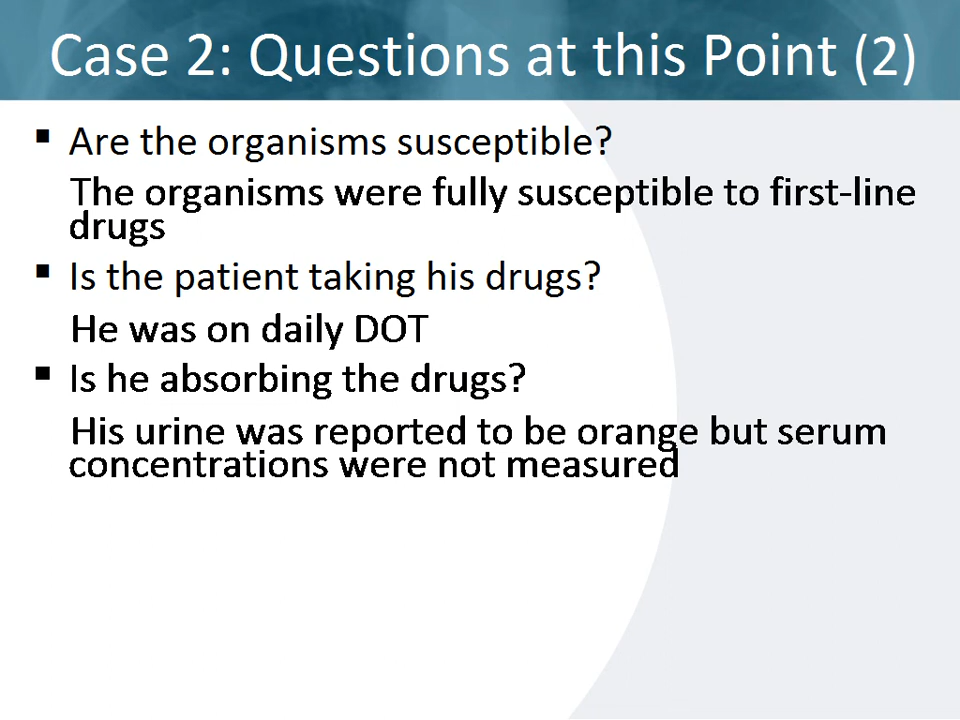 Case 2: Questions at this Point (2)
▪ Are the organisms susceptible?
The organisms were fully susceptible to first-line
drugs
▪ Is the patient taking his drugs?
He was on daily DOT
▪ Is he absorbing the drugs?
His urine was reported to be orange but serum
concentrations were not measured